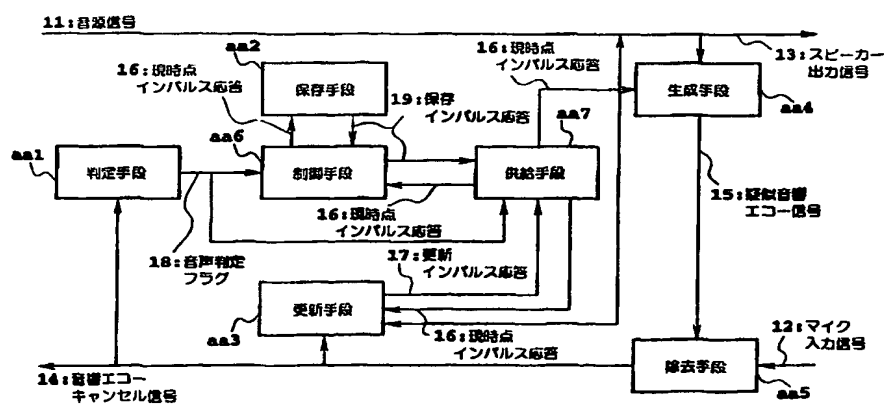 11:音源信号
aa2
16:現時点
インパルス応答
保存手段
19:保存
インパルス応答
aa6
aa1
判定手段
制御手段
aa7
供給手段
16:現時点
インパルス応答
13:スピーカー
出力信号
生成手段
aa4
15:疑似音響
エコー信号
16:現時点
インパルス応答
18:音声判定
フラグ
17:更新
インパルス応答
更新手段
aa3
16:現時点
インパルス応答
12:マイク
入力信号
除去手段
aa5
14:音響エコー
キャンセル信号